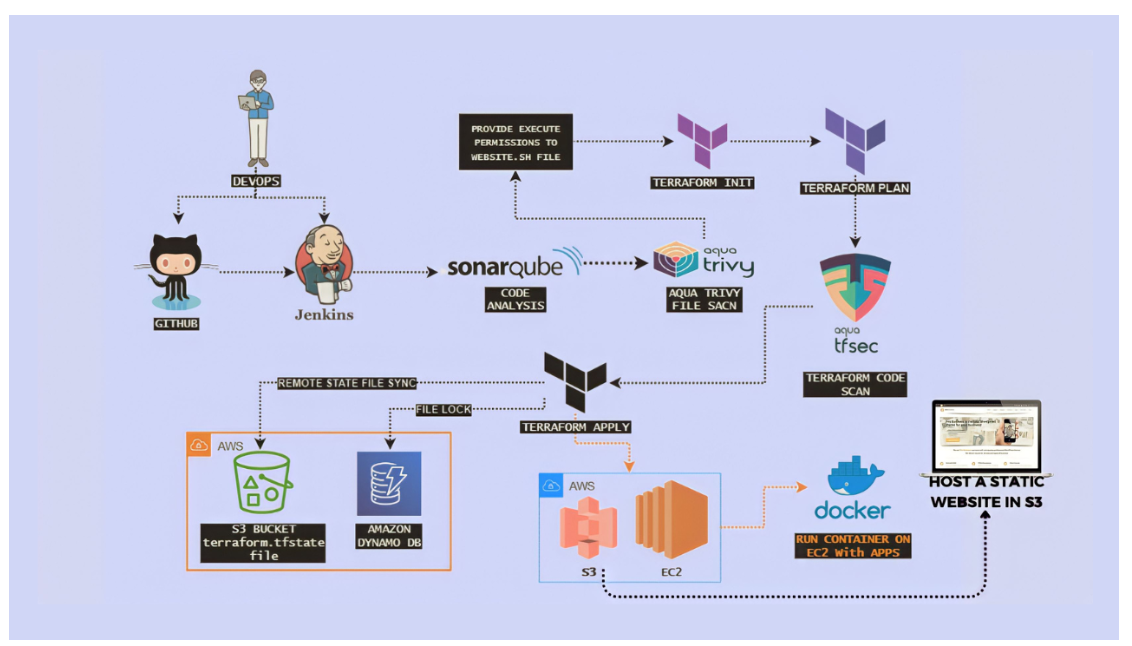 DEVOPS
PROVIDE EXECUTE
PERMISSIONS TO
WEBSITE.SH FILE
TERRAFORM INIT
TERRAFORM PLAN
GITHUB
Jenkins
sonarqube
CODE
ANALYSIS
aqua
trivy
AQUA TRIVY
FILE SACN
aqua
tfsec
TERRAFORM CODE
SCAN
REMOTE STATE FILE SYNC
FILE LOCK
TERRAFORM APPLY
AWS
S3 BUCKET
terraform.tfstate
file
AMAZON
DYNAMO DB
AWS
S3
EC2
docker
RUN CONTAINER ON
EC2 With APPS
HOST A STATIC
WEBSITE IN S3